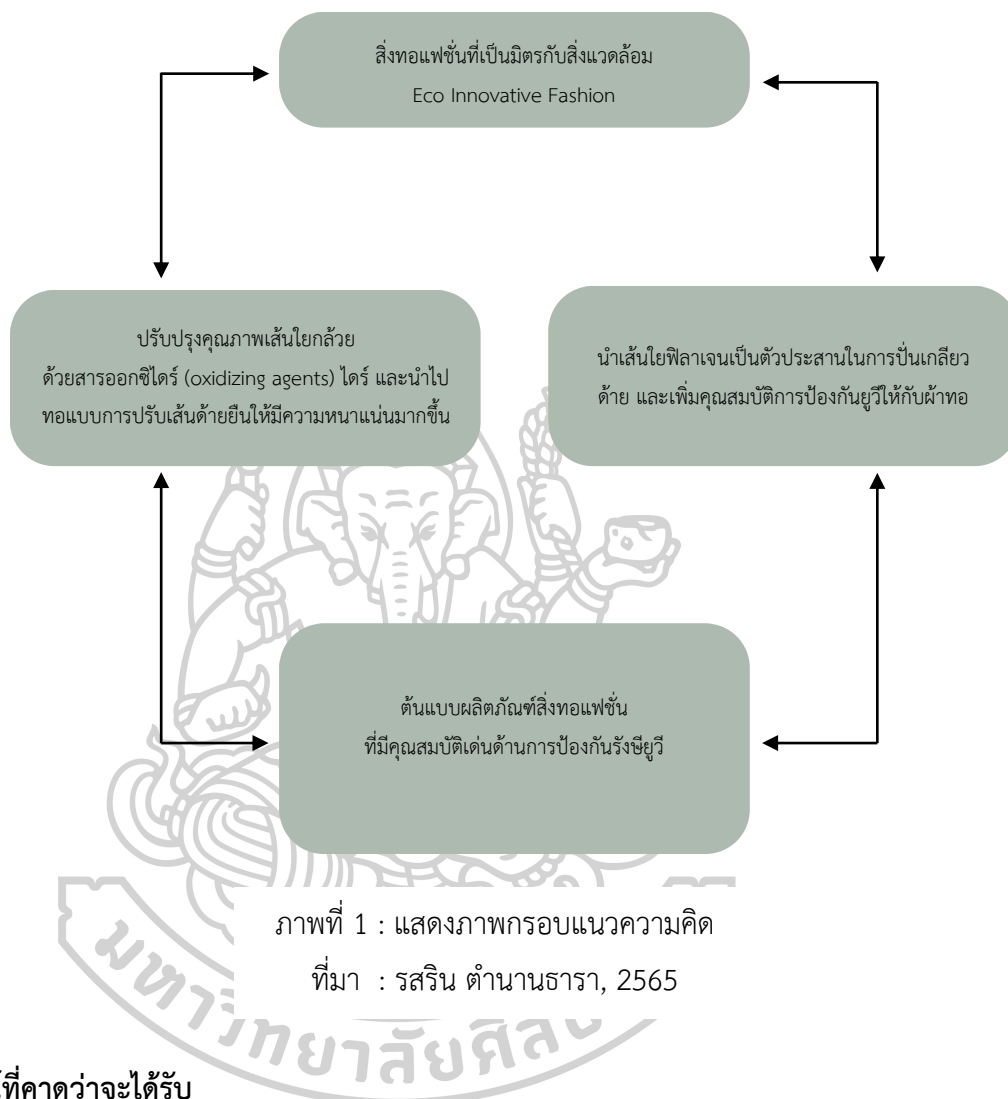 สิ่งทอแฟชั่นที่เป็นมิตรกับสิ่งแวดล้อม
Eco Innovative Fashion
ปรับปรุงคุณภาพเส้นใยกล้วย
ด้วยสารออกซิไดร์ (oxidizing agents) ไดร์ และนำไป
ทอแบบการปรับเส้นด้ายยืนให้มีความหนาแน่นมากขึ้น
นำเส้นใยฟิลาเจนเป็นตัวประสานในการปั่นเกลียว
ด้าย และเพิ่มคุณสมบัติการป้องกันยูวีให้กับผ้าทอ
ต้นแบบผลิตภัณฑ์สิ่งทอแฟชั่น
ที่มีคุณสมบัติเด่นด้านการป้องกันรังษียูวี
ภาพที่ 1 : แสดงภาพกรอบแนวความคิด
ที่มา : รสริน ตำนานธารา, 2565
มหาวิทยาลัยศิลป
ที่คาดว่าจะได้รับ